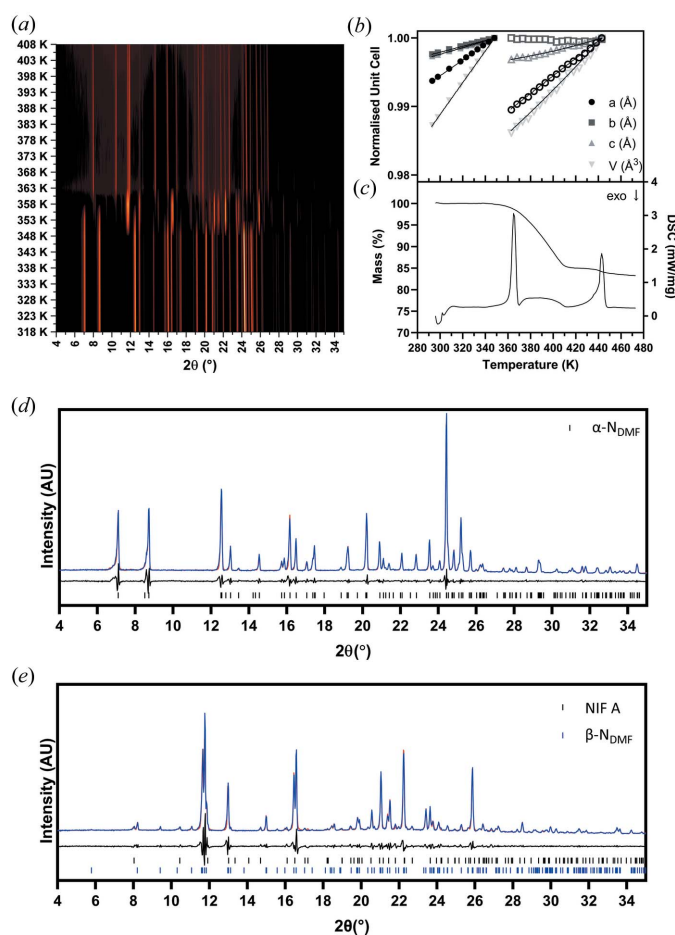 (a)
408 K
403 K
398 K
393 K
388 K
383 K
378 K
373 K
368 K
363 K
358 K
353 K
348 K
343 K
338 K
333 K
328 K
323 K
318 K
4 6 8 10 12 14 16 18 20 22 24 26 28 30 32 34
2θ (°)
(b)
Normalised Unit Cell
1.00
0.99
0.98
a (Å)
b (Å)
c (Å)
V (Å³)
(c)
exo ↓
Mass (%)
100
95
90
85
80
75
70
DSC (mW/mg)
4
3
2
1
0
280 300 320 340 360 380 400 420 440 460 480
Temperature (K)
(d)
Intensity (AU)
α-N_DMF
4 6 8 10 12 14 16 18 20 22 24 26 28 30 32 34
2θ(°)
(e)
Intensity (AU)
NIF A
β-N_DMF
4 6 8 10 12 14 16 18 20 22 24 26 28 30 32 34
2θ(°)